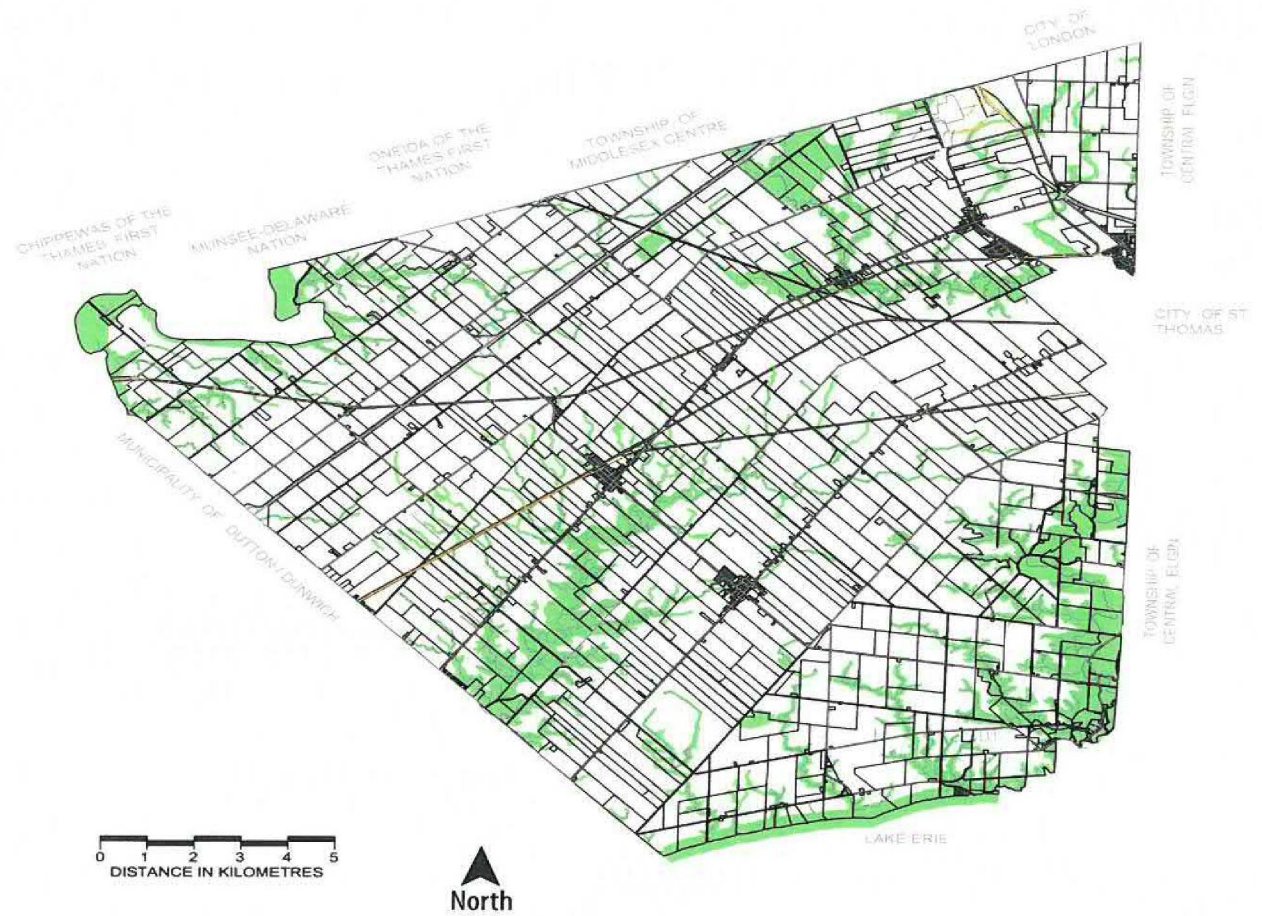 CITY OF
LONDON
TOWNSHIP OF
CENTRAL ELGIN
ONEIDA OF THE
THAMES FIRST
NATION
TOWNSHIP OF
MIDDLESEX CENTRE
CHIPPEWAS OF THE
THAMES FIRST
NATION
MUNSEE-DELAWARE
NATION
CITY OF ST.
THOMAS
MUNICIPALITY OF DUTTON / DUNWICH
TOWNSHIP OF
CENTRAL ELGIN
LAKE ERIE
0 1 2 3 4 5
DISTANCE IN KILOMETRES
North